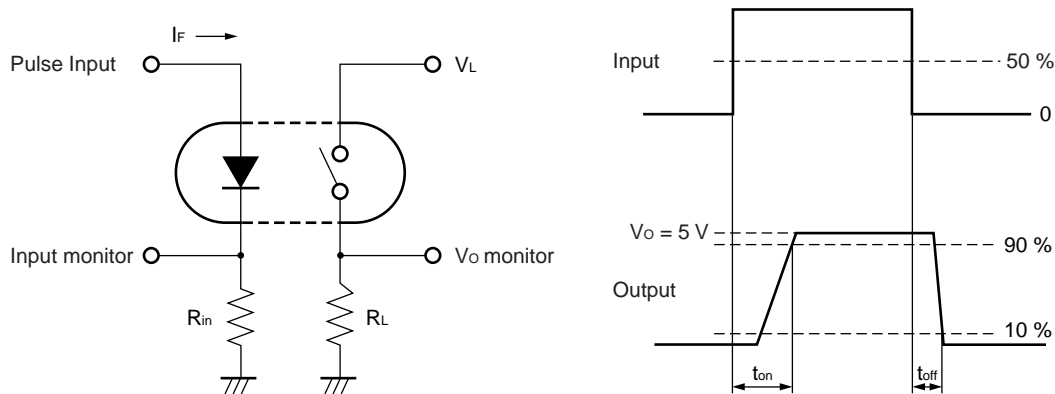 IF
Pulse Input
VL
Input monitor
VO monitor
Rin
RL
Input
50 %
0
VO = 5 V
90 %
Output
10 %
ton
toff